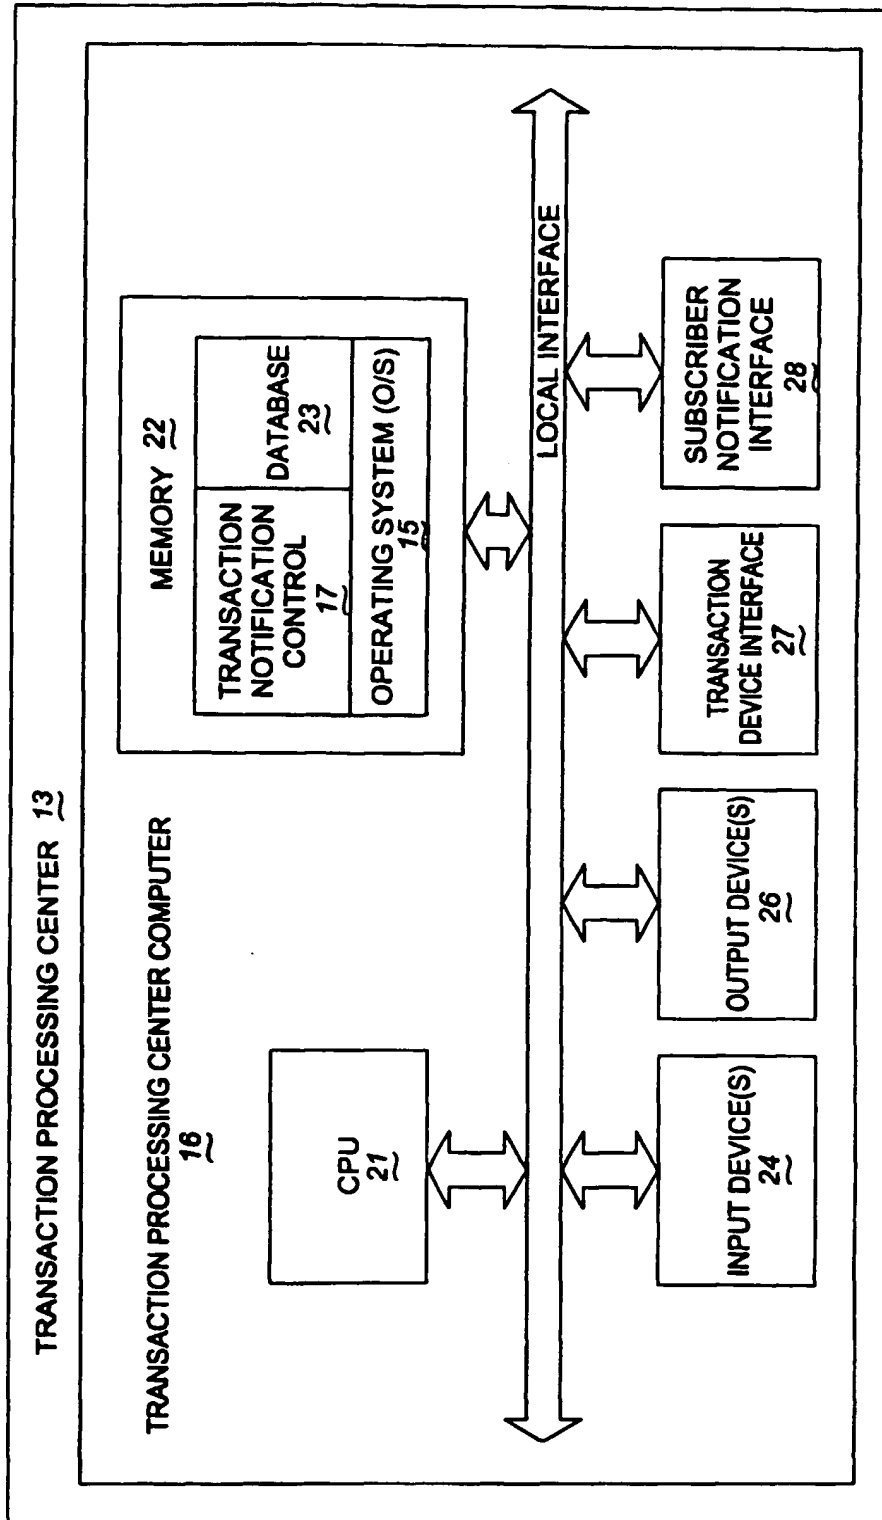 TRANSACTION PROCESSING CENTER 13
TRANSACTION PROCESSING CENTER COMPUTER
16
CPU
21
MEMORY 22
TRANSACTION
NOTIFICATION
CONTROL
17
DATABASE
23
OPERATING SYSTEM (O/S)
15
LOCAL INTERFACE
INPUT DEVICE(S)
24
OUTPUT DEVICE(S)
26
TRANSACTION
DEVICE INTERFACE
27
SUBSCRIBER
NOTIFICATION
INTERFACE
28